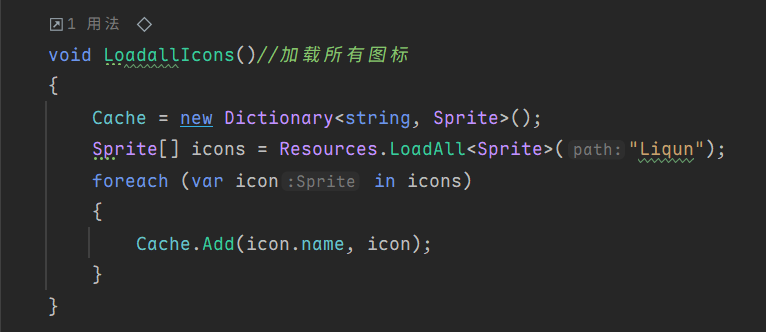 1 用法
void LoadallIcons()//加载所有图标
{
Cache = new Dictionary<string, Sprite>();
Sprite[] icons = Resources.LoadAll<Sprite>( path: "Liqun");
foreach (var icon :Sprite in icons)
{
Cache.Add(icon.name, icon);
}
}